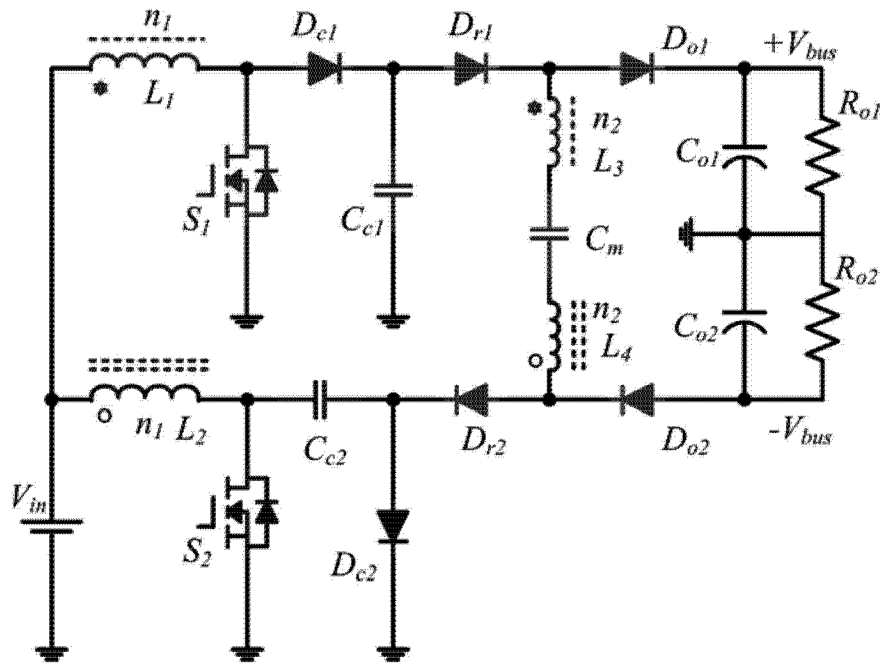 n1
Dc1
Dr1
Do1
+Vbus
*
L1
*
n2
L3
Ro1
Co1
S1
Cc1
Cm
Ro2
n2
L4
Co2
n1 L2
Cc2
Dr2
Do2
-Vbus
Vin
S2
Dc2